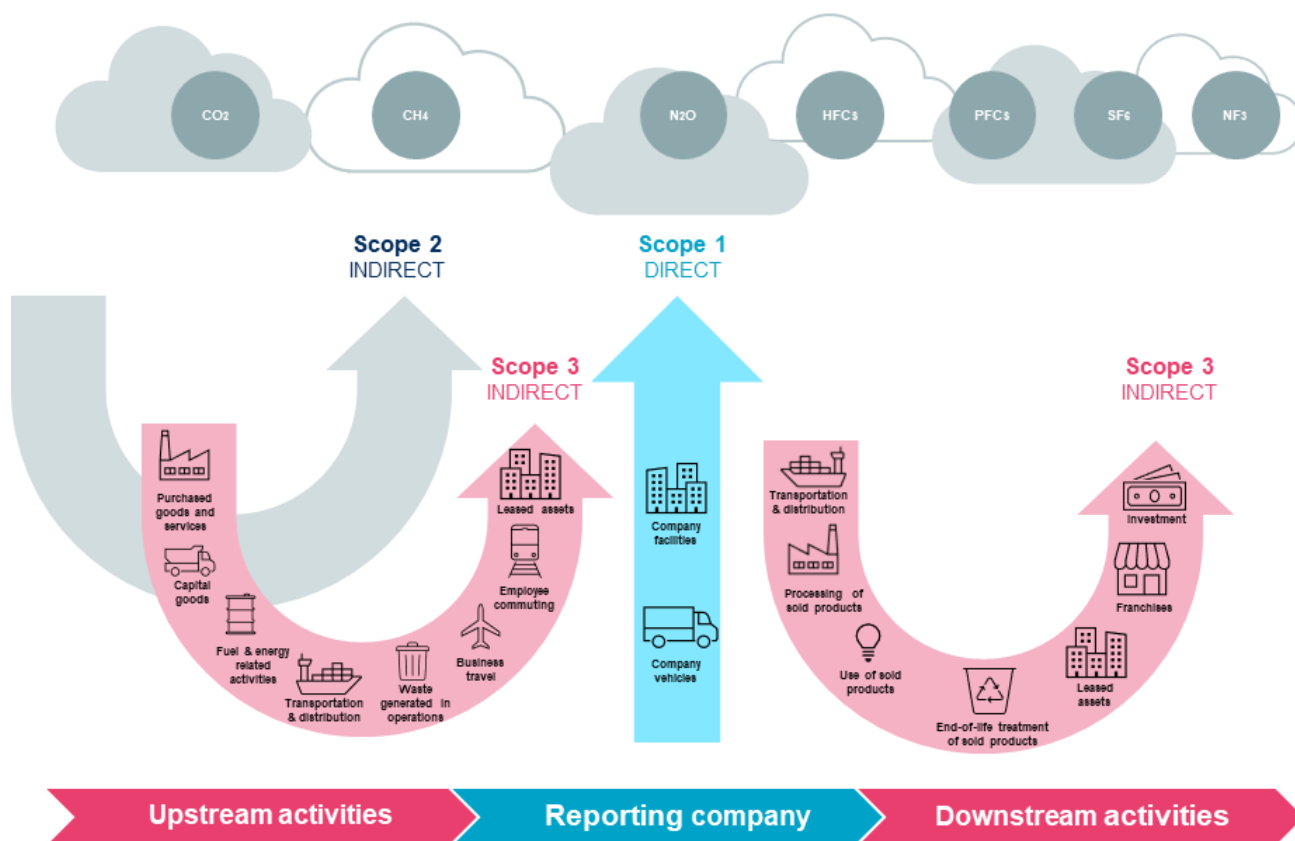 CO2
CH4
N2O
HFCS
PFCS
SF6
NF3
Scope 2
INDIRECT
Scope 1
DIRECT
Scope 3
INDIRECT
Scope 3
INDIRECT
Purchased
goods and
services
Capital
goods
Fuel & energy
related
activities
Transportation
& distribution
Waste
generated in
operations
Business
travel
Employee
commuting
Leased assets
Company
facilities
Company
vehicles
Transportation
& distribution
Processing of
sold products
Use of sold
products
End-of-life treatment
of sold products
Leased
assets
Franchises
Investment
Upstream activities
Reporting company
Downstream activities